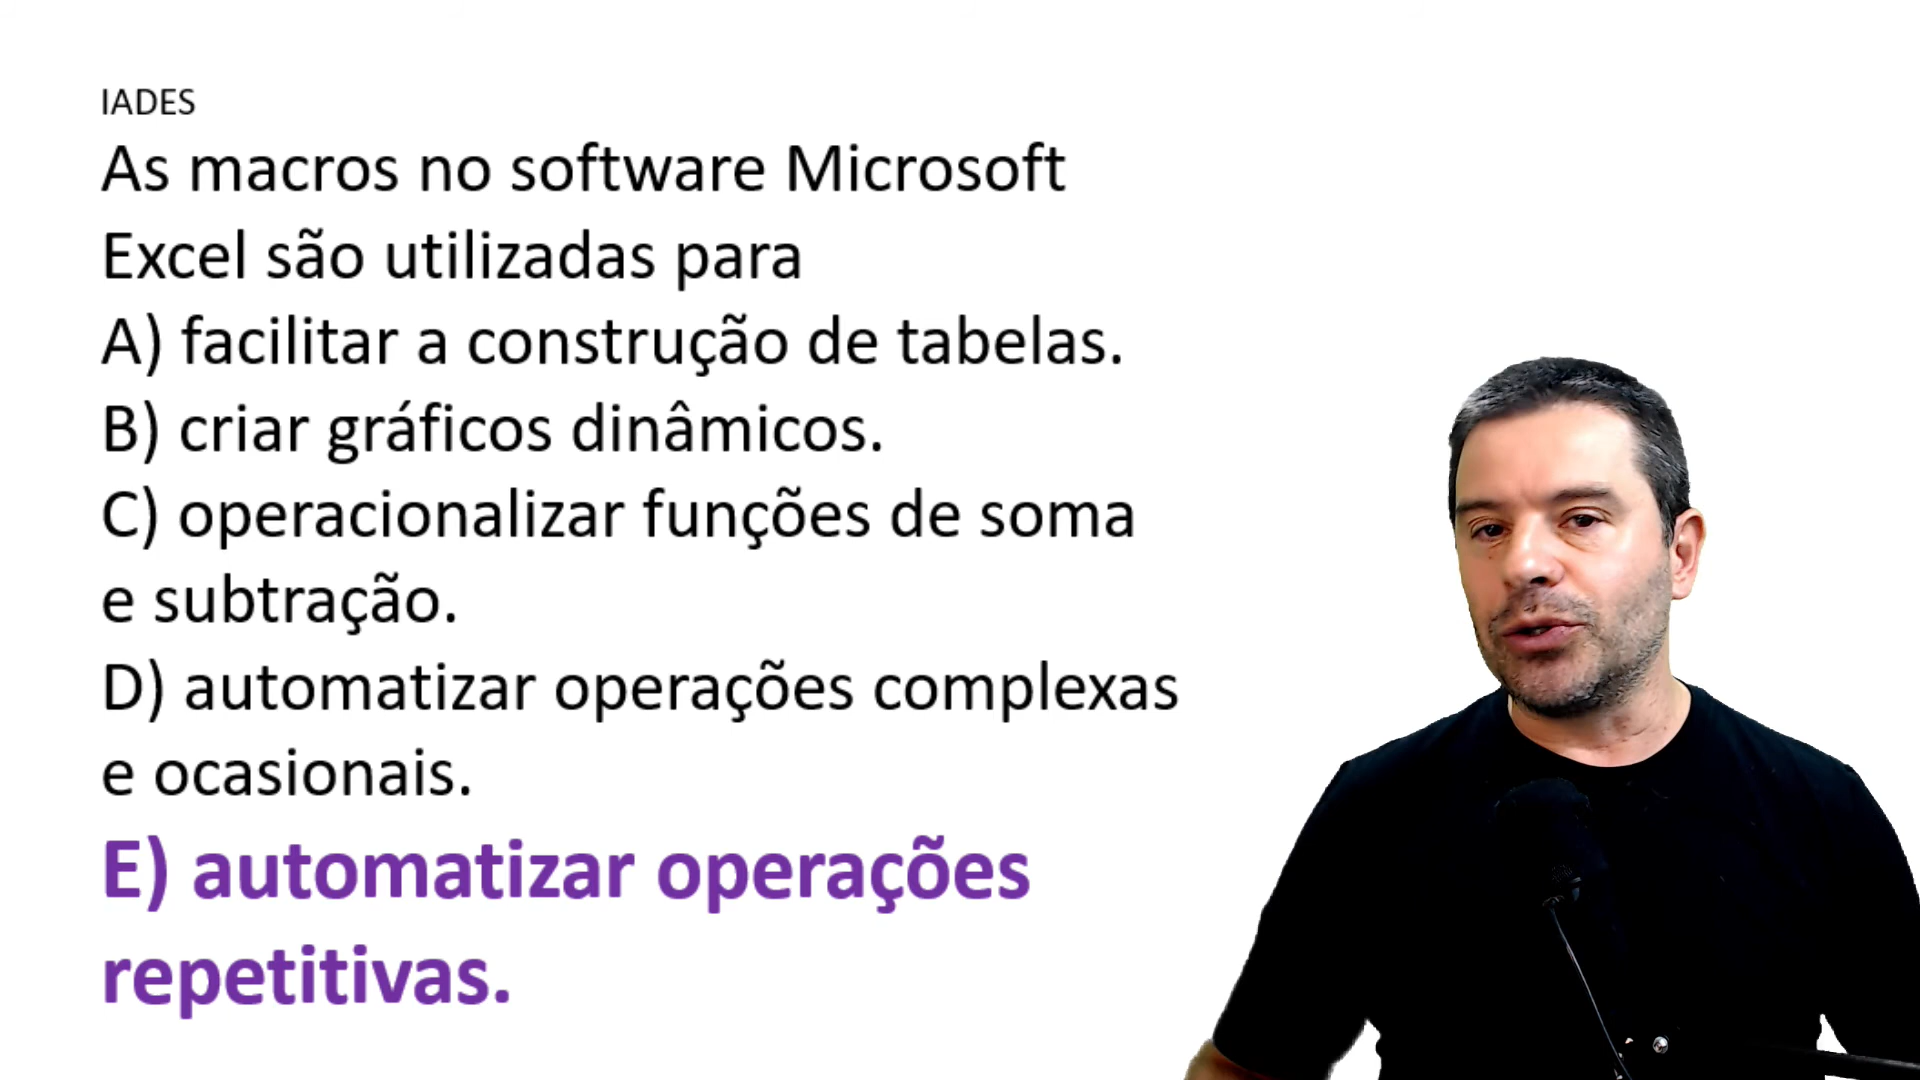 IADES
As macros no software Microsoft
Excel são utilizadas para
A) facilitar a construção de tabelas.
B) criar gráficos dinâmicos.
C) operacionalizar funções de soma
e subtração.
D) automatizar operações complexas
e ocasionais.
E) automatizar operações
repetitivas.